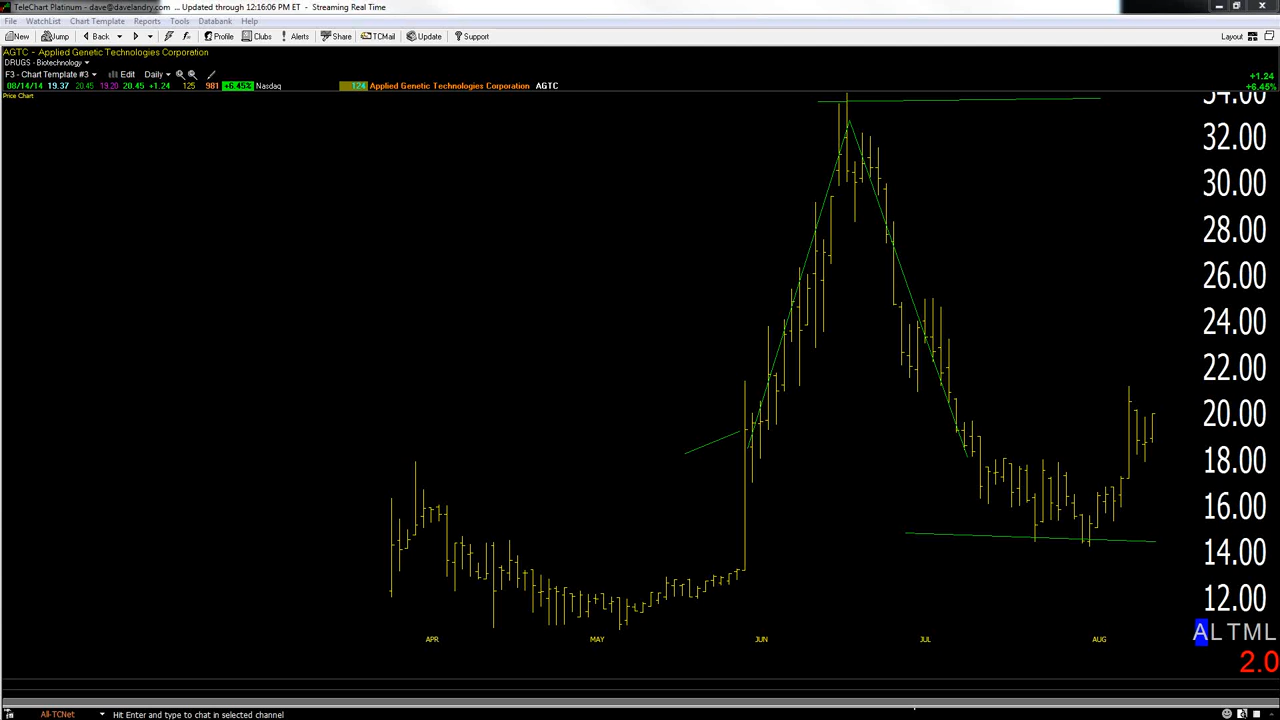 TeleChart Platinum - dave@davelandry.com ... Updated through 12:16:06 PM ET - Streaming Real Time
File WatchList Chart Template Reports Tools Databank Help
New Jump Back Profile Clubs Alerts Share TCMail Update Support Layout
AGTC - Applied Genetic Technologies Corporation
DRUGS - Biotechnology
F3 - Chart Template #3 Edit Daily
+1.24
08/14/14 19.37 20.45 19.20 20.45 +1.24 125 981 +6.45% Nasdaq 124 Applied Genetic Technologies Corporation AGTC +6.45%
Price Chart
34.00
32.00
30.00
28.00
26.00
24.00
22.00
20.00
18.00
16.00
14.00
12.00
ALTML
APR MAY JUN JUL AUG
2.0
All-TCNet Hit Enter and type to chat in selected channel